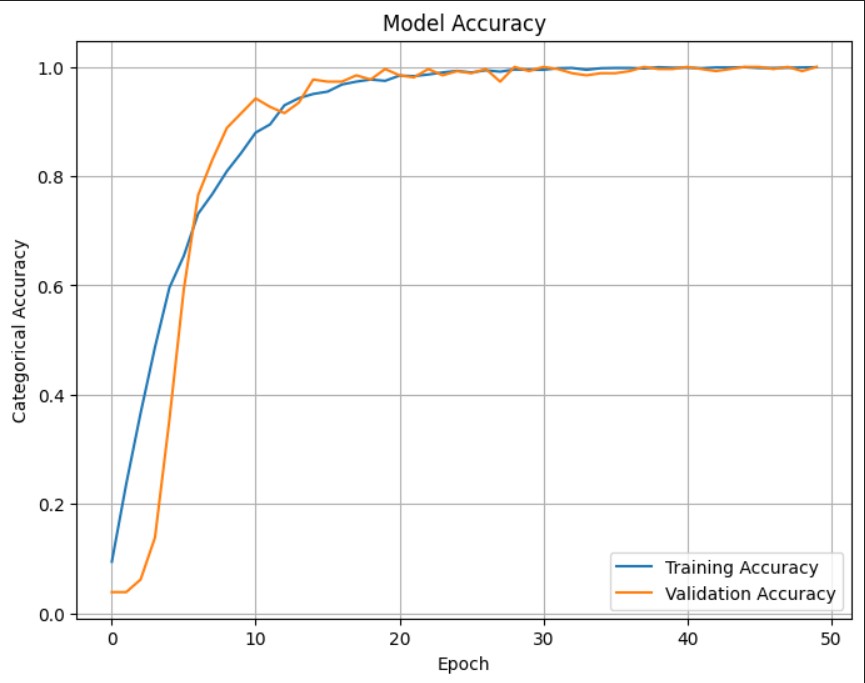 Model Accuracy
1.0
0.8
0.6
0.4
0.2
0.0
Categorical Accuracy
Training Accuracy
Validation Accuracy
0 10 20 30 40 50
Epoch